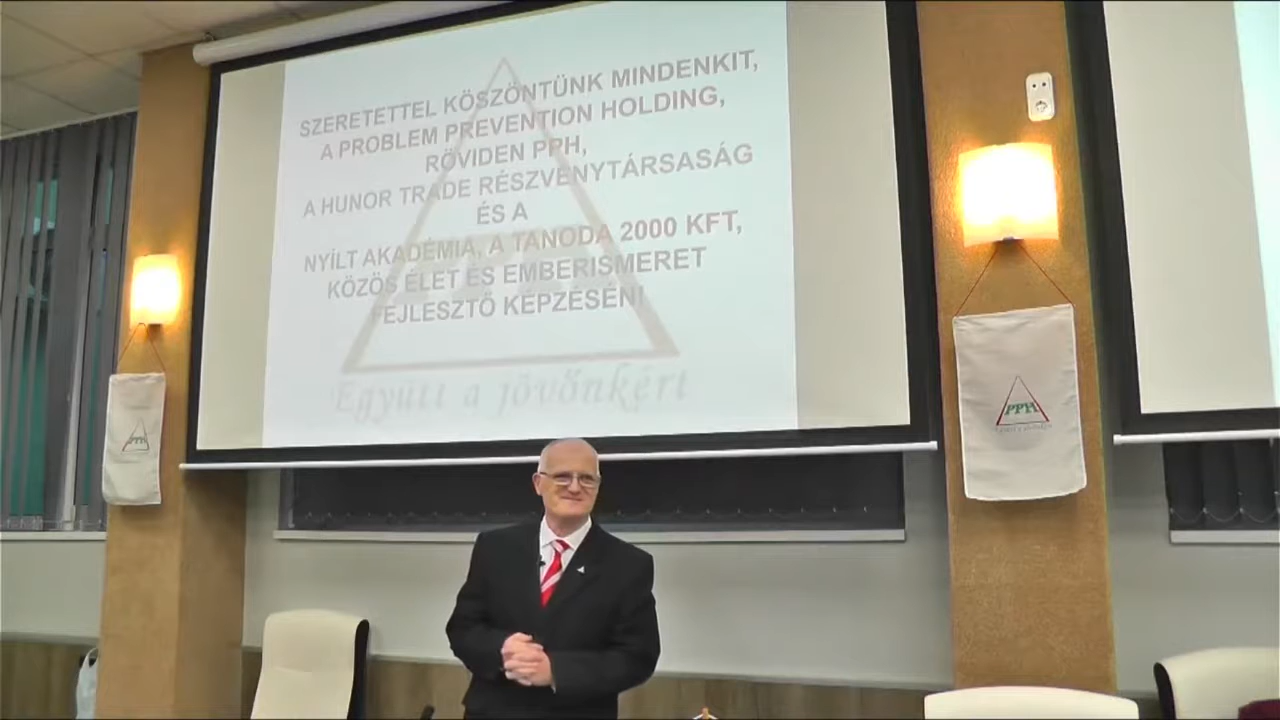 SZERETETTEL KÖSZÖNTÜNK MINDENKIT,
A PROBLEM PREVENTION HOLDING,
RÖVIDEN PPH,
A HUNOR TRADE RÉSZVÉNYTÁRSASÁG
ÉS A
NYÍLT AKADÉMIA, A TANODA 2000 KFT,
KÖZÖS ÉLET ÉS EMBERISMERET
FEJLESZTŐ KÉPZÉSÉN!
Együtt a jövőnkért
PPH
PPH